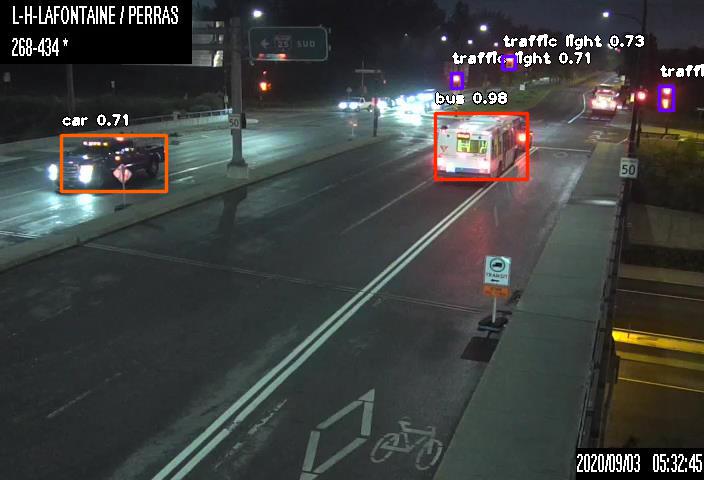 L-H-LAFONTAINE / PERRAS
268-434 *
25 SUD
traffic light 0.73
traffic light 0.71
traffi
bus 0.98
car 0.71
50
50
TRANSIT
2020/09/03 05:32:45